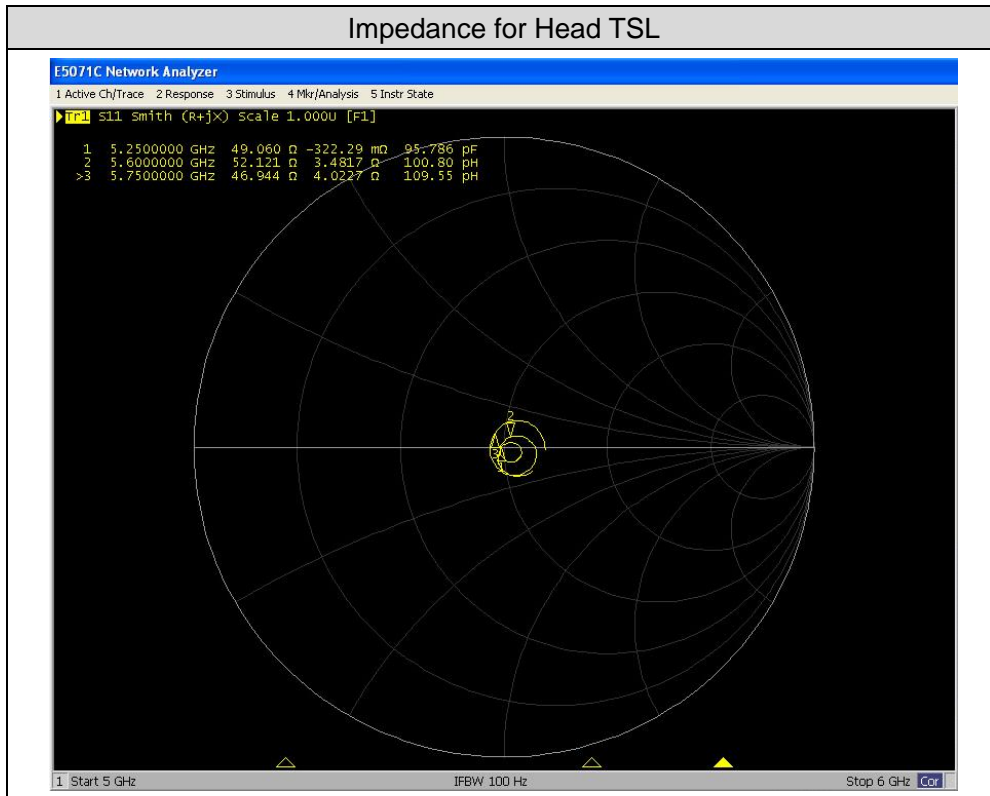 Impedance for Head TSL
E5071C Network Analyzer
1 Active Ch/Trace 2 Response 3 Stimulus 4 Mkr/Analysis 5 Instr State
Tr1 S11 Smith (R+jX) Scale 1.000U [F1]
1 5.2500000 GHz 49.060 Ω -322.29 mΩ 95.786 pF
2 5.6000000 GHz 52.121 Ω 3.4817 Ω 100.80 pH
>3 5.7500000 GHz 46.944 Ω 4.0227 Ω 109.55 pH
2
3
1 Start 5 GHz IFBW 100 Hz Stop 6 GHz Cor